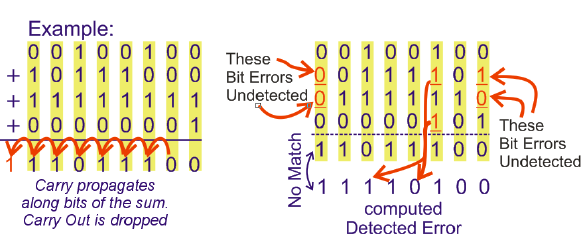 Example:
0 0 1 0 0 1 0 0
+ 1 0 1 1 1 0 0 0
+ 1 1 1 1 1 1 1 1
+ 0 0 0 0 0 0 0 1
1 1 1 0 1 1 1 0 0
Carry propagates
along bits of the sum.
Carry Out is dropped
These
Bit Errors
Undetected
0 0 1 0 0 1 0 0
0 0 1 1 1 1 0 1
0 1 1 1 1 1 1 0
0 0 0 0 0 1 0 1
1 1 0 1 1 1 0 0
No Match
1 1 1 1 0 1 0 0
computed
Detected Error
These
Bit Errors
Undetected